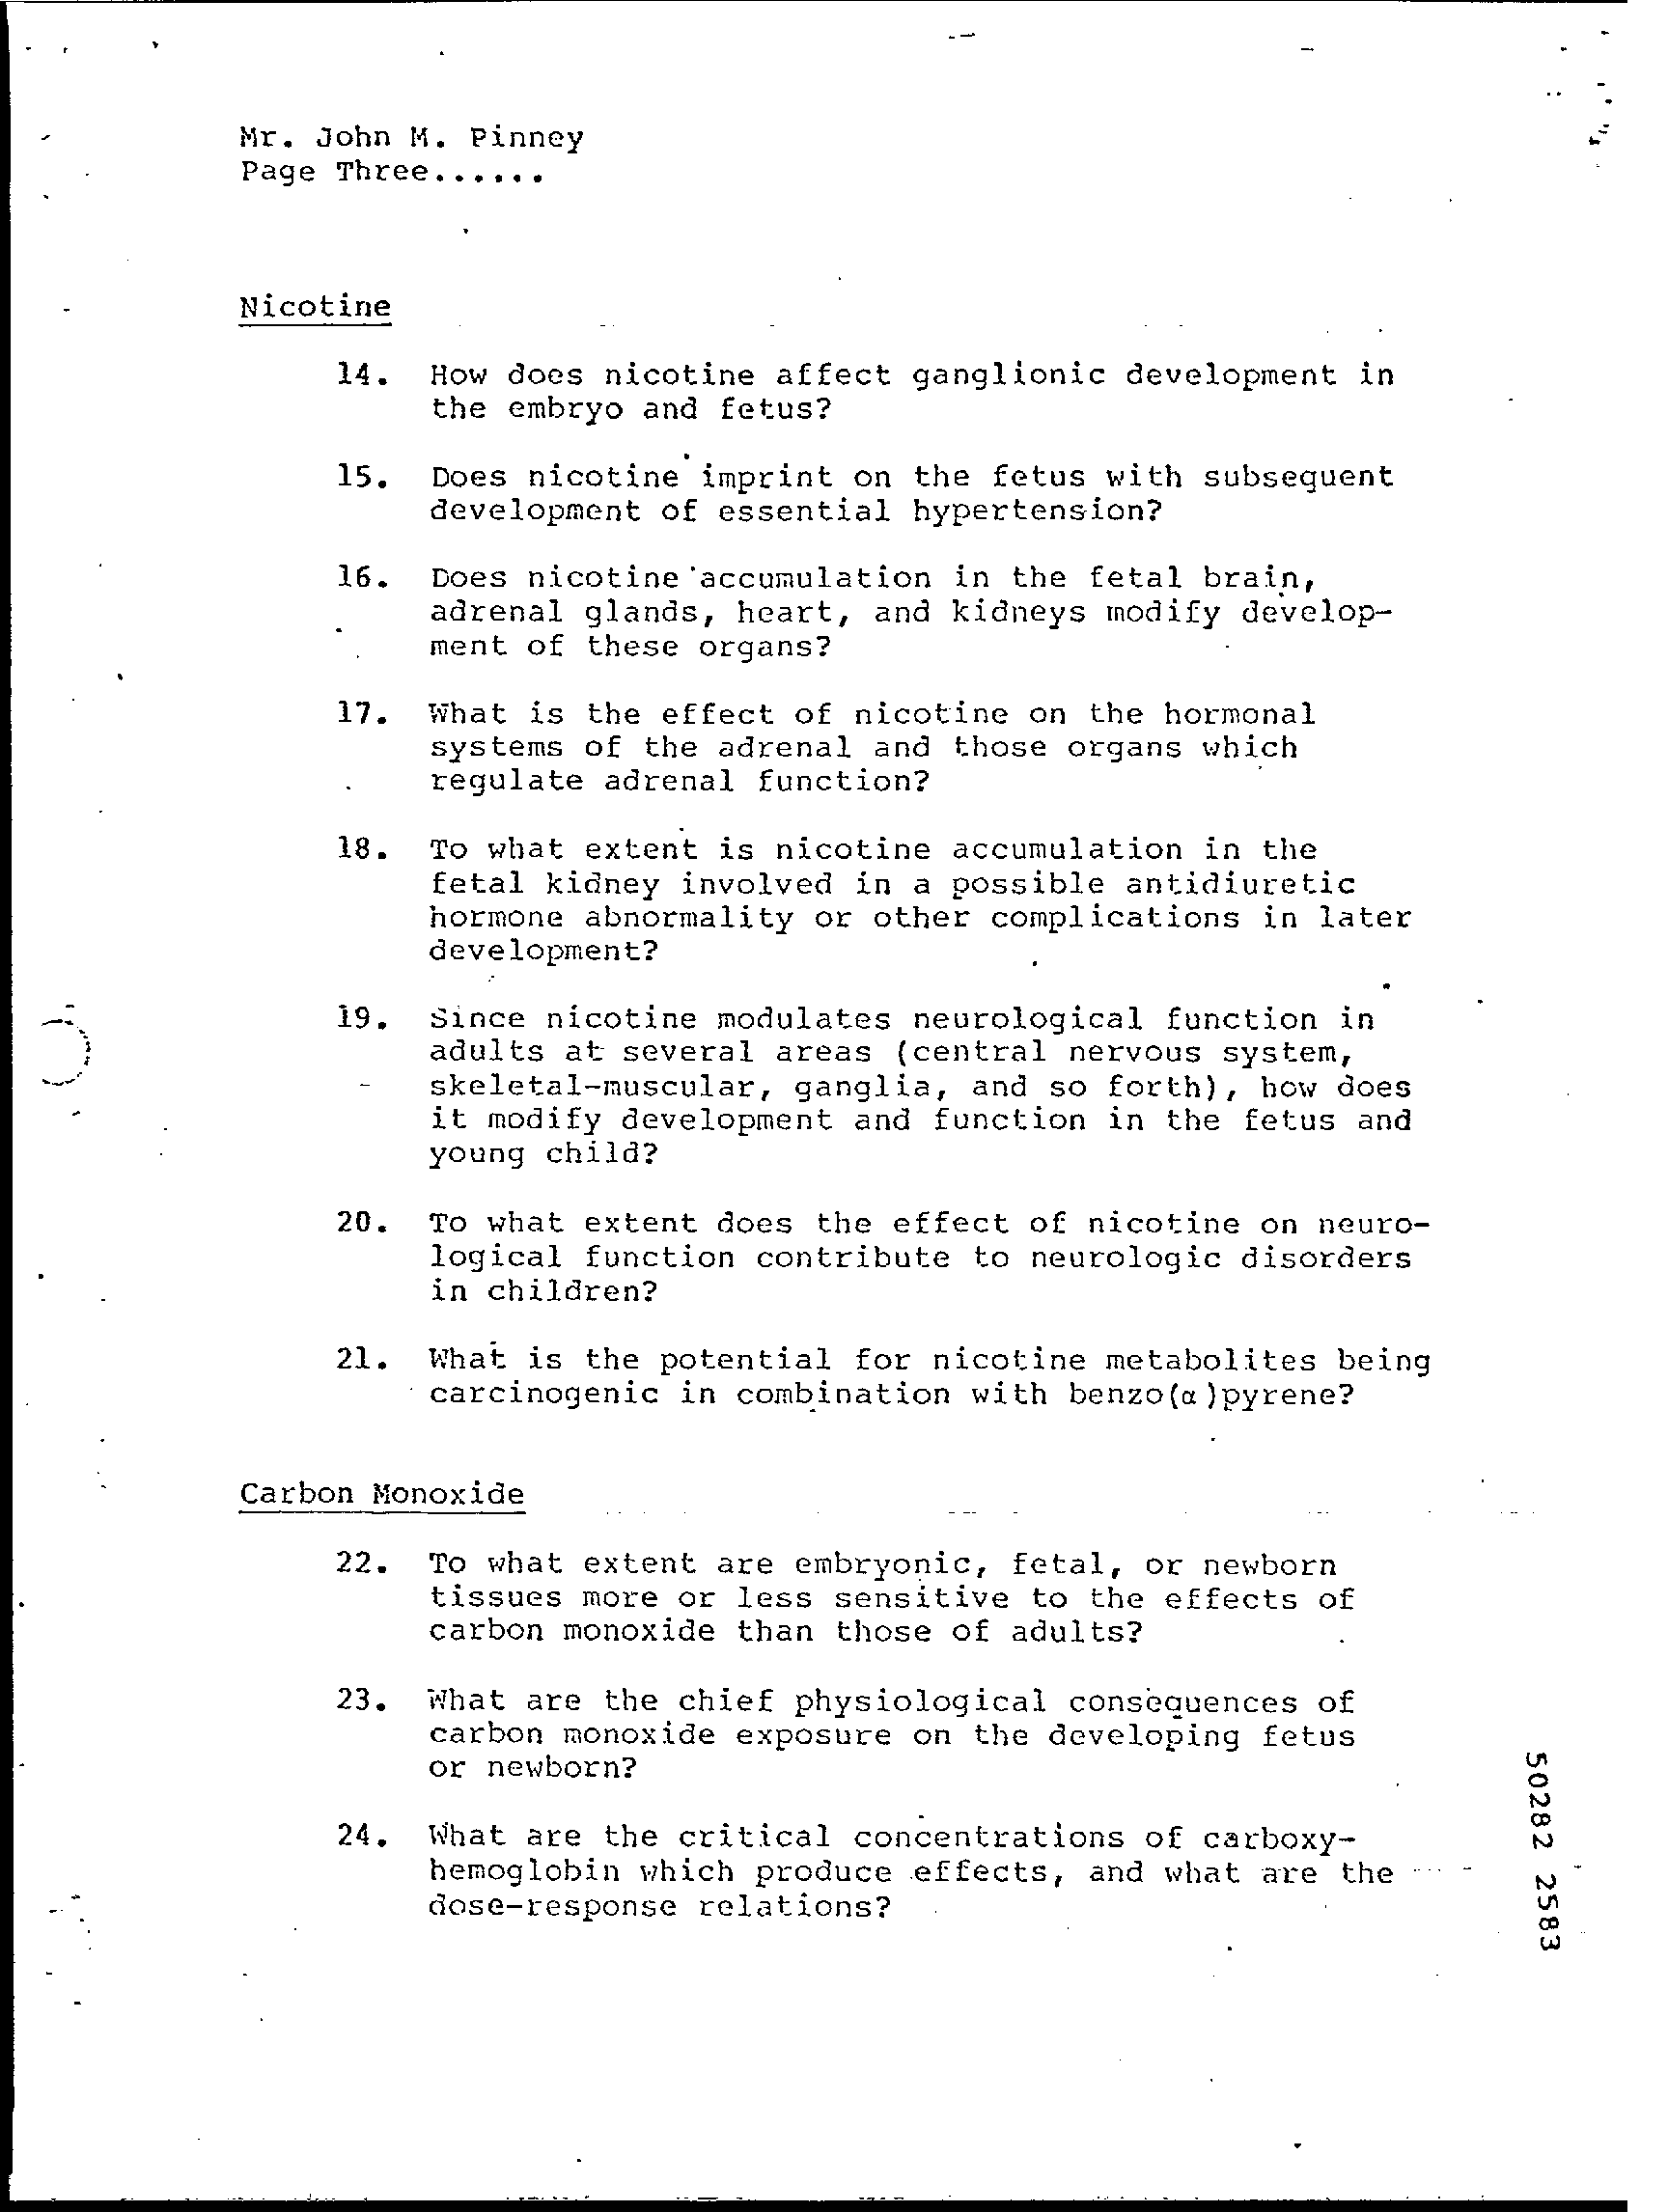 Mr. John M. Pinney
Page Three......
Nicotine
14. How does nicotine affect ganglionic development in
the embryo and fetus?
15. Does nicotine imprint on the fetus with subsequent
development of essential hypertension?
16. Does nicotine accumulation in the fetal brain,
adrenal glands, heart, and kidneys modify develop-
ment of these organs?
17. What is the effect of nicotine on the hormonal
systems of the adrenal and those organs which
regulate adrenal function?
18. To what extent is nicotine accumulation in the
fetal kidney involved in a possible antidiuretic
hormone abnormality or other complications in later
development?
19. Since nicotine modulates neurological function in
adults at several areas (central nervous system,
skeletal-muscular, ganglia, and so forth), how does
it modify development and function in the fetus and
young child?
20. To what extent does the effect of nicotine on neuro-
logical function contribute to neurologic disorders
in children?
21. What is the potential for nicotine metabolites being
carcinogenic in combination with benzo(α)pyrene?
Carbon Monoxide
22. To what extent are embryonic, fetal, or newborn
tissues more or less sensitive to the effects of
carbon monoxide than those of adults?
23. What are the chief physiological consequences of
carbon monoxide exposure on the developing fetus
or newborn?
24. What are the critical concentrations of carboxy-
hemoglobin which produce effects, and what are the
dose-response relations?
50282 2583